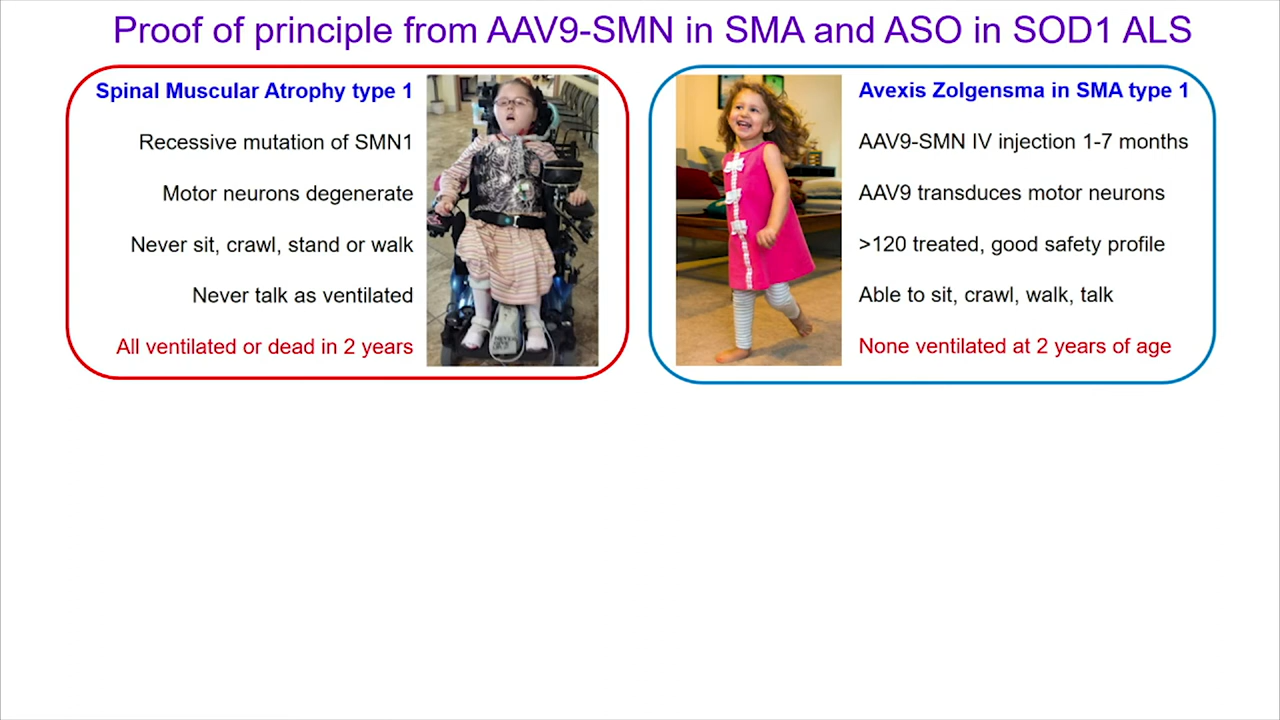 Proof of principle from AAV9-SMN in SMA and ASO in SOD1 ALS
Spinal Muscular Atrophy type 1
Recessive mutation of SMN1
Motor neurons degenerate
Never sit, crawl, stand or walk
Never talk as ventilated
All ventilated or dead in 2 years
Avexis Zolgensma in SMA type 1
AAV9-SMN IV injection 1-7 months
AAV9 transduces motor neurons
>120 treated, good safety profile
Able to sit, crawl, walk, talk
None ventilated at 2 years of age